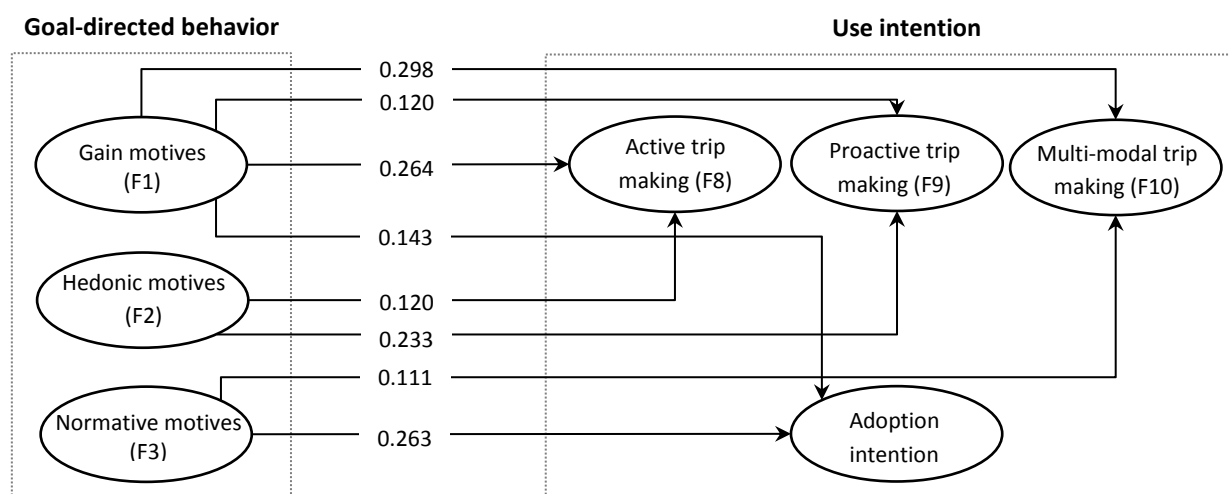 Goal-directed behavior
Use intention
0.298
0.120
Gain motives
(F1)
0.264
Active trip
making (F8)
Proactive trip
making (F9)
Multi-modal trip
making (F10)
0.143
Hedonic motives
(F2)
0.120
0.233
0.111
Normative motives
(F3)
0.263
Adoption
intention